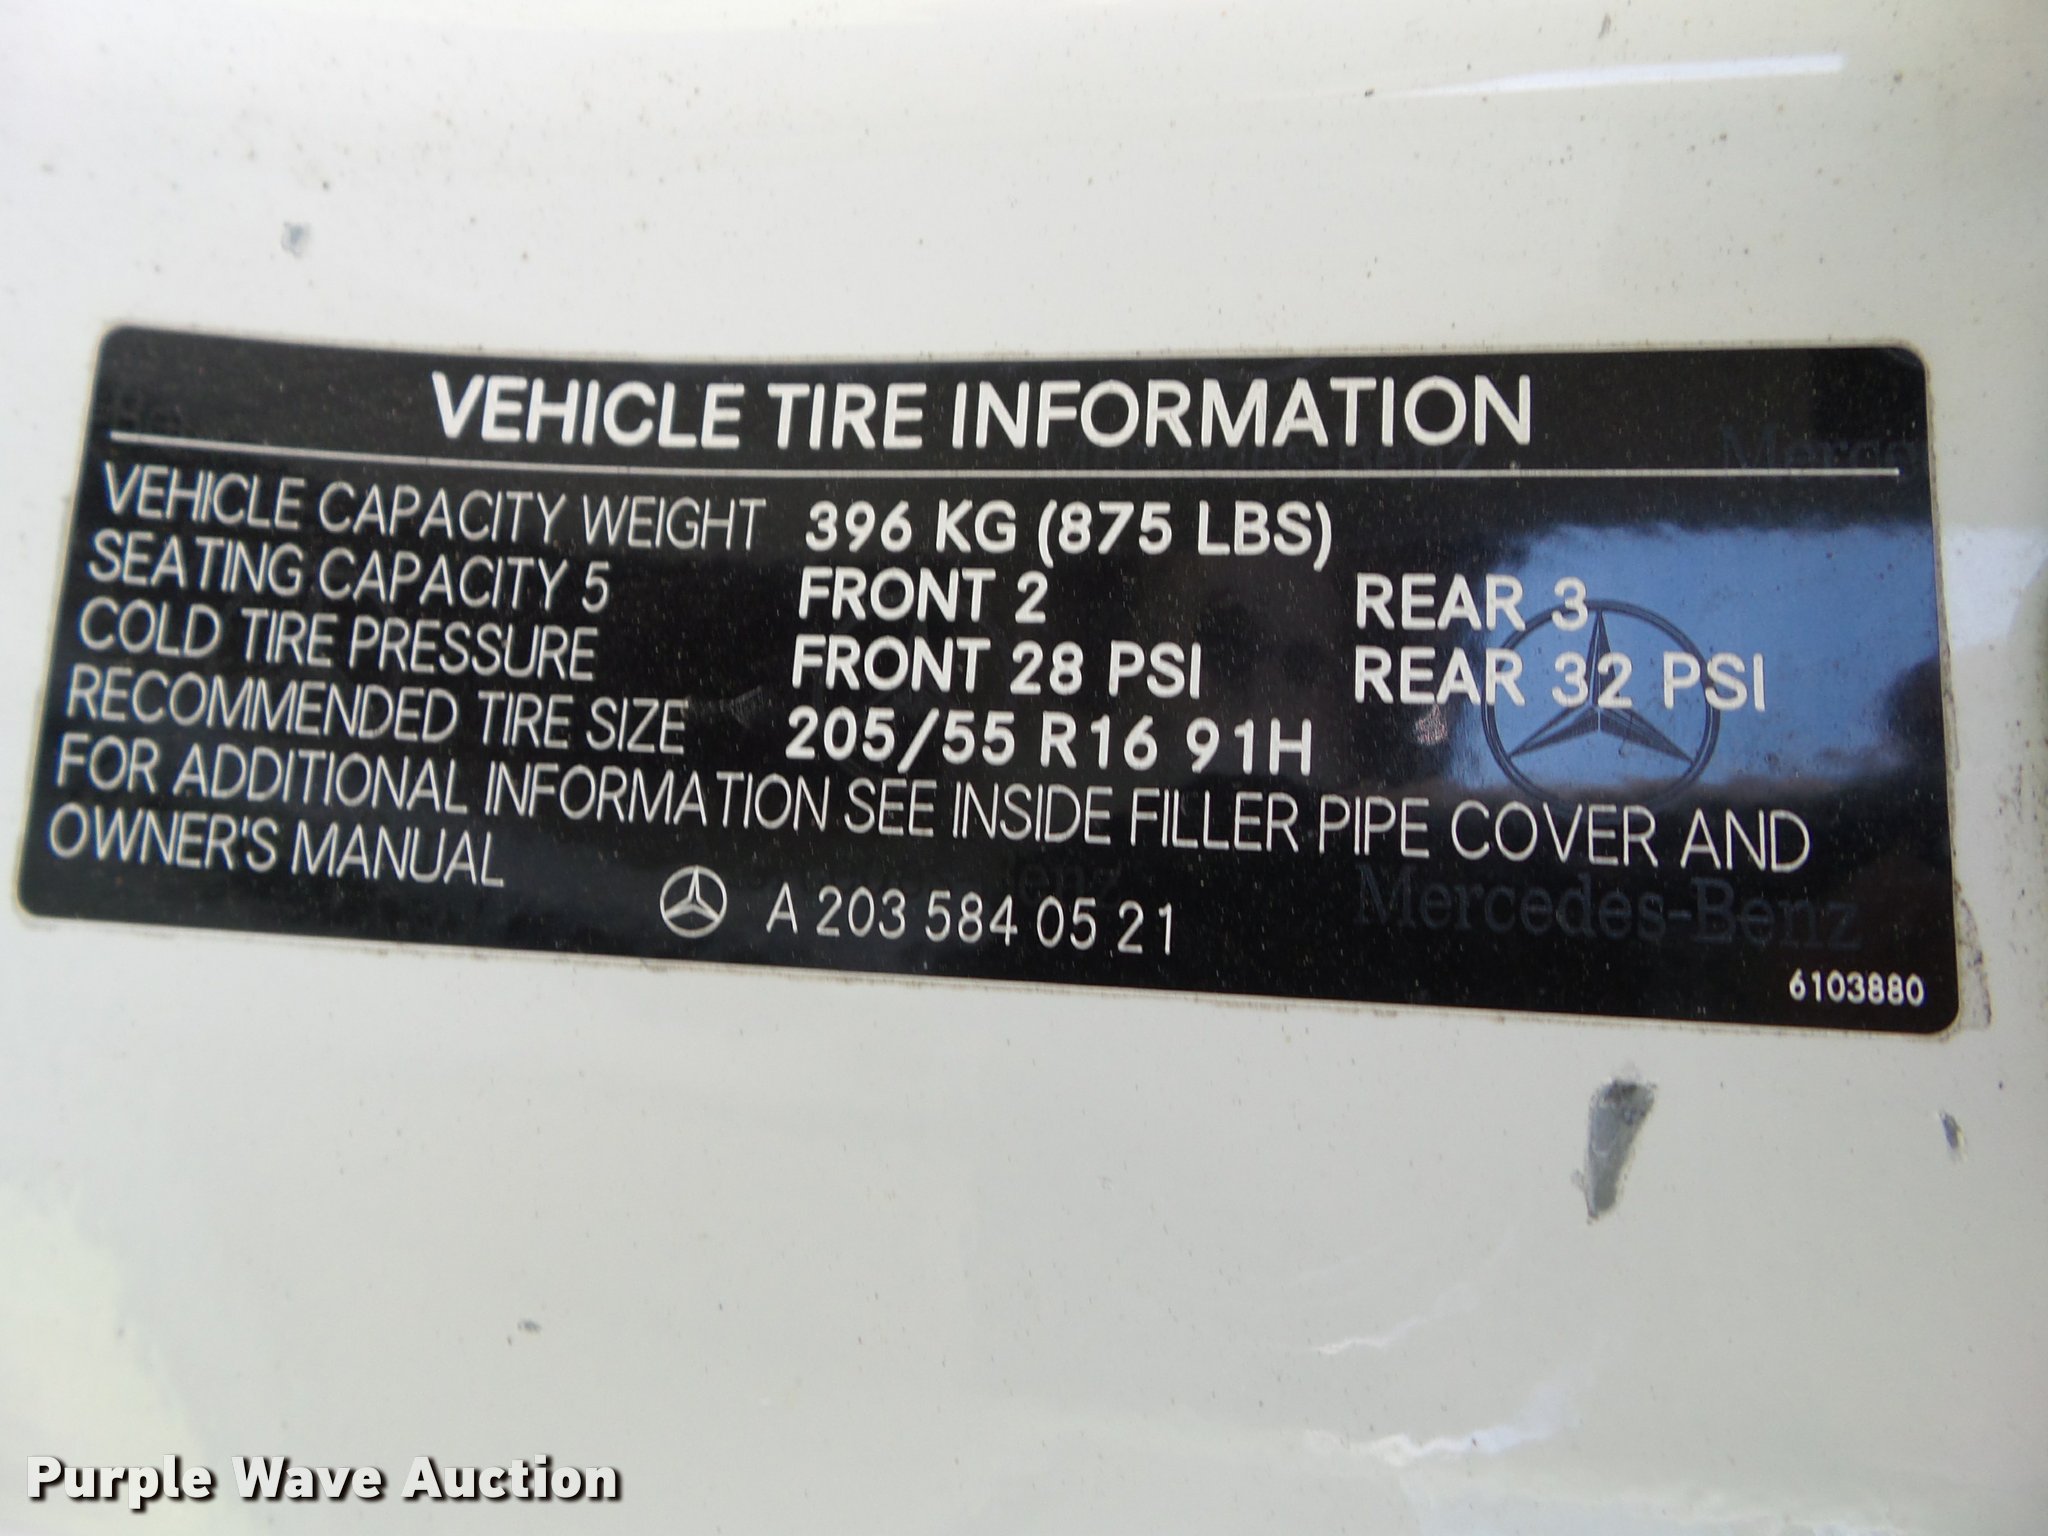 VEHICLE TIRE INFORMATION
VEHICLE CAPACITY WEIGHT 396 KG (875 LBS)
SEATING CAPACITY 5 FRONT 2 REAR 3
COLD TIRE PRESSURE FRONT 28 PSI REAR 32 PSI
RECOMMENDED TIRE SIZE 205/55 R16 91H
FOR ADDITIONAL INFORMATION SEE INSIDE FILLER PIPE COVER AND
OWNER'S MANUAL
A 203 584 05 21
Mercedes-Benz
6103880
Purple Wave Auction